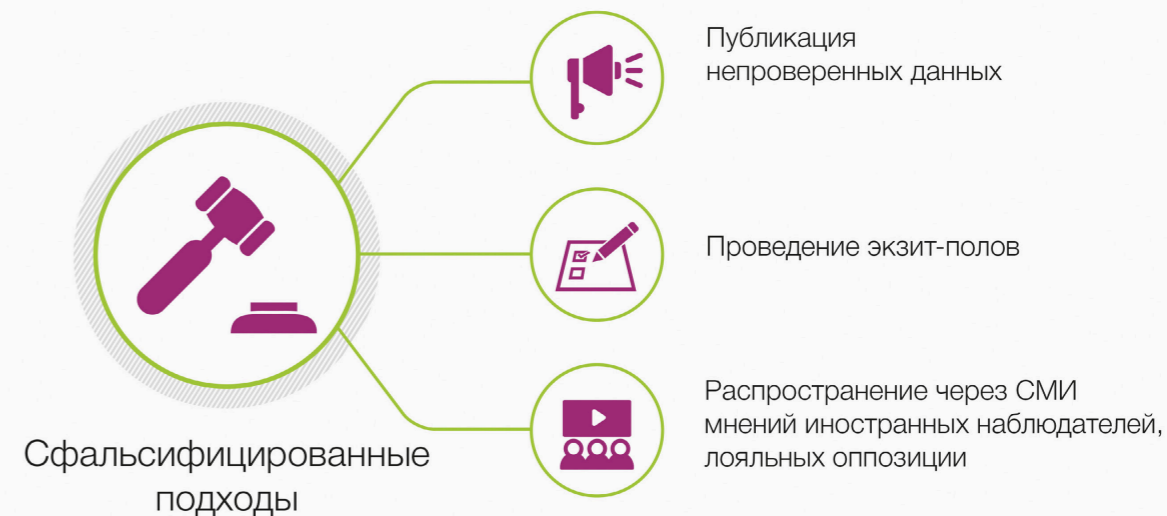 Публикация
непроверенных данных
Проведение экзит-полов
Распространение через СМИ
мнений иностранных наблюдателей,
лояльных оппозиции
Сфальсифицированные
подходы